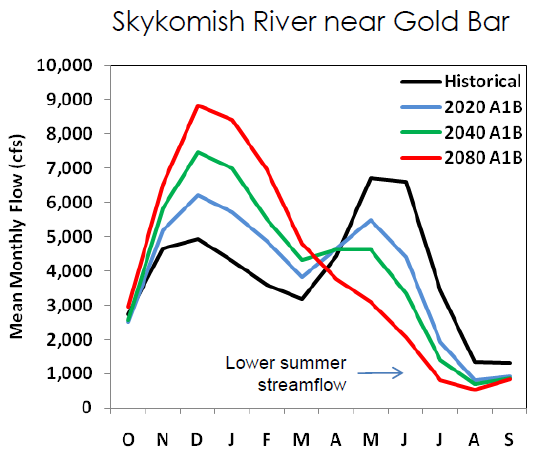 Skykomish River near Gold Bar
Mean Monthly Flow (cfs)
10,000
9,000
8,000
7,000
6,000
5,000
4,000
3,000
2,000
1,000
0
Historical
2020 A1B
2040 A1B
2080 A1B
Lower summer
streamflow
O N D J F M A M J J A S